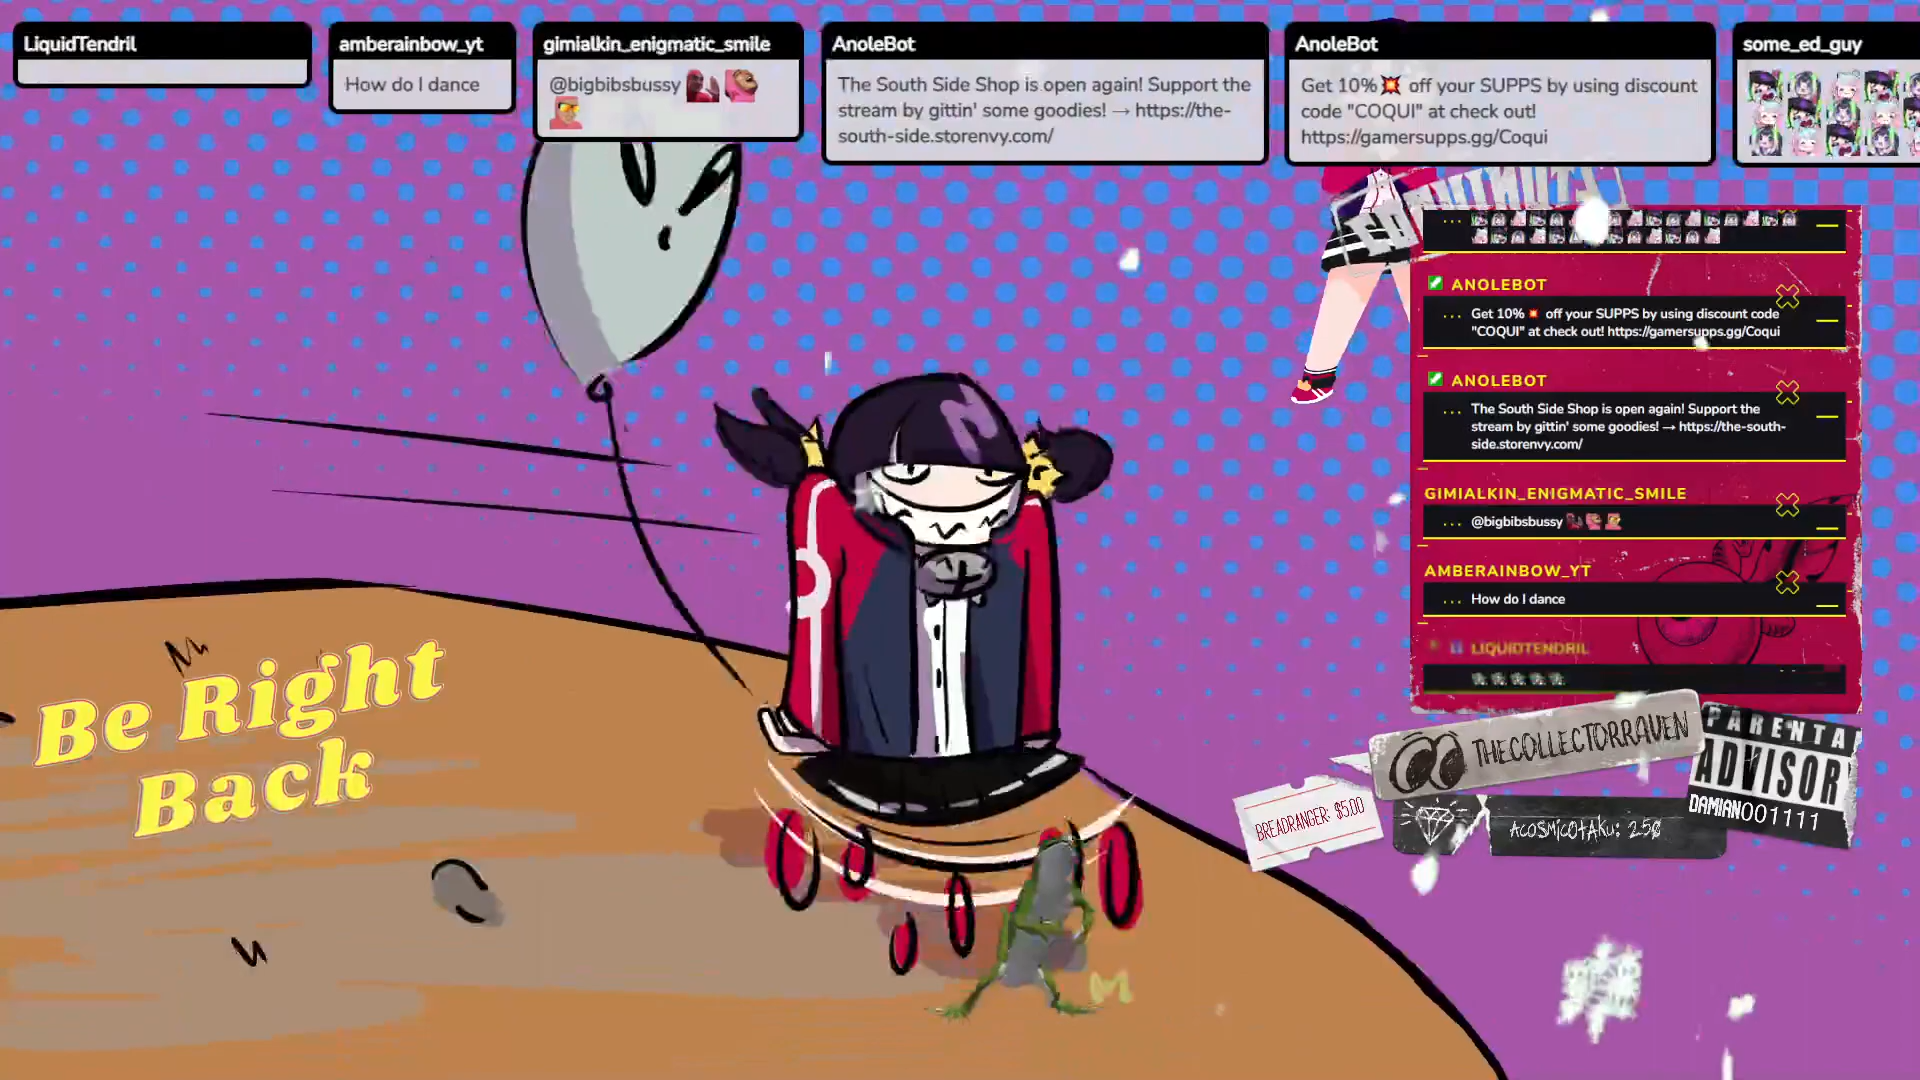 LiquidTendril
amberainbow_yt
How do I dance
gimialkin_enigmatic_smile
@bigbibsbussy
AnoleBot
The South Side Shop is open again! Support the
stream by gittin' some goodies! → https://the-
south-side.storenvy.com/
AnoleBot
Get 10%💥 off your SUPPS by using discount
code "COQUI" at check out!
https://gamersupps.gg/Coqui
some_ed_guy
ANOLEBOT
Get 10%💥 off your SUPPS by using discount code
"COQUI" at check out! https://gamersupps.gg/Coqui
ANOLEBOT
The South Side Shop is open again! Support the
stream by gittin' some goodies! → https://the-south-
side.storenvy.com/
GIMIALKIN_ENIGMATIC_SMILE
@bigbibsbussy
AMBERAINBOW_YT
How do I dance
LIQUIDTENDRIL
Be Right
Back
THECOLLECTORRAVEN
PARENTA
ADVISOR
DAMIAN001111
BREADRANGER: $5.00
ACOSMICOTAKU: 25¢